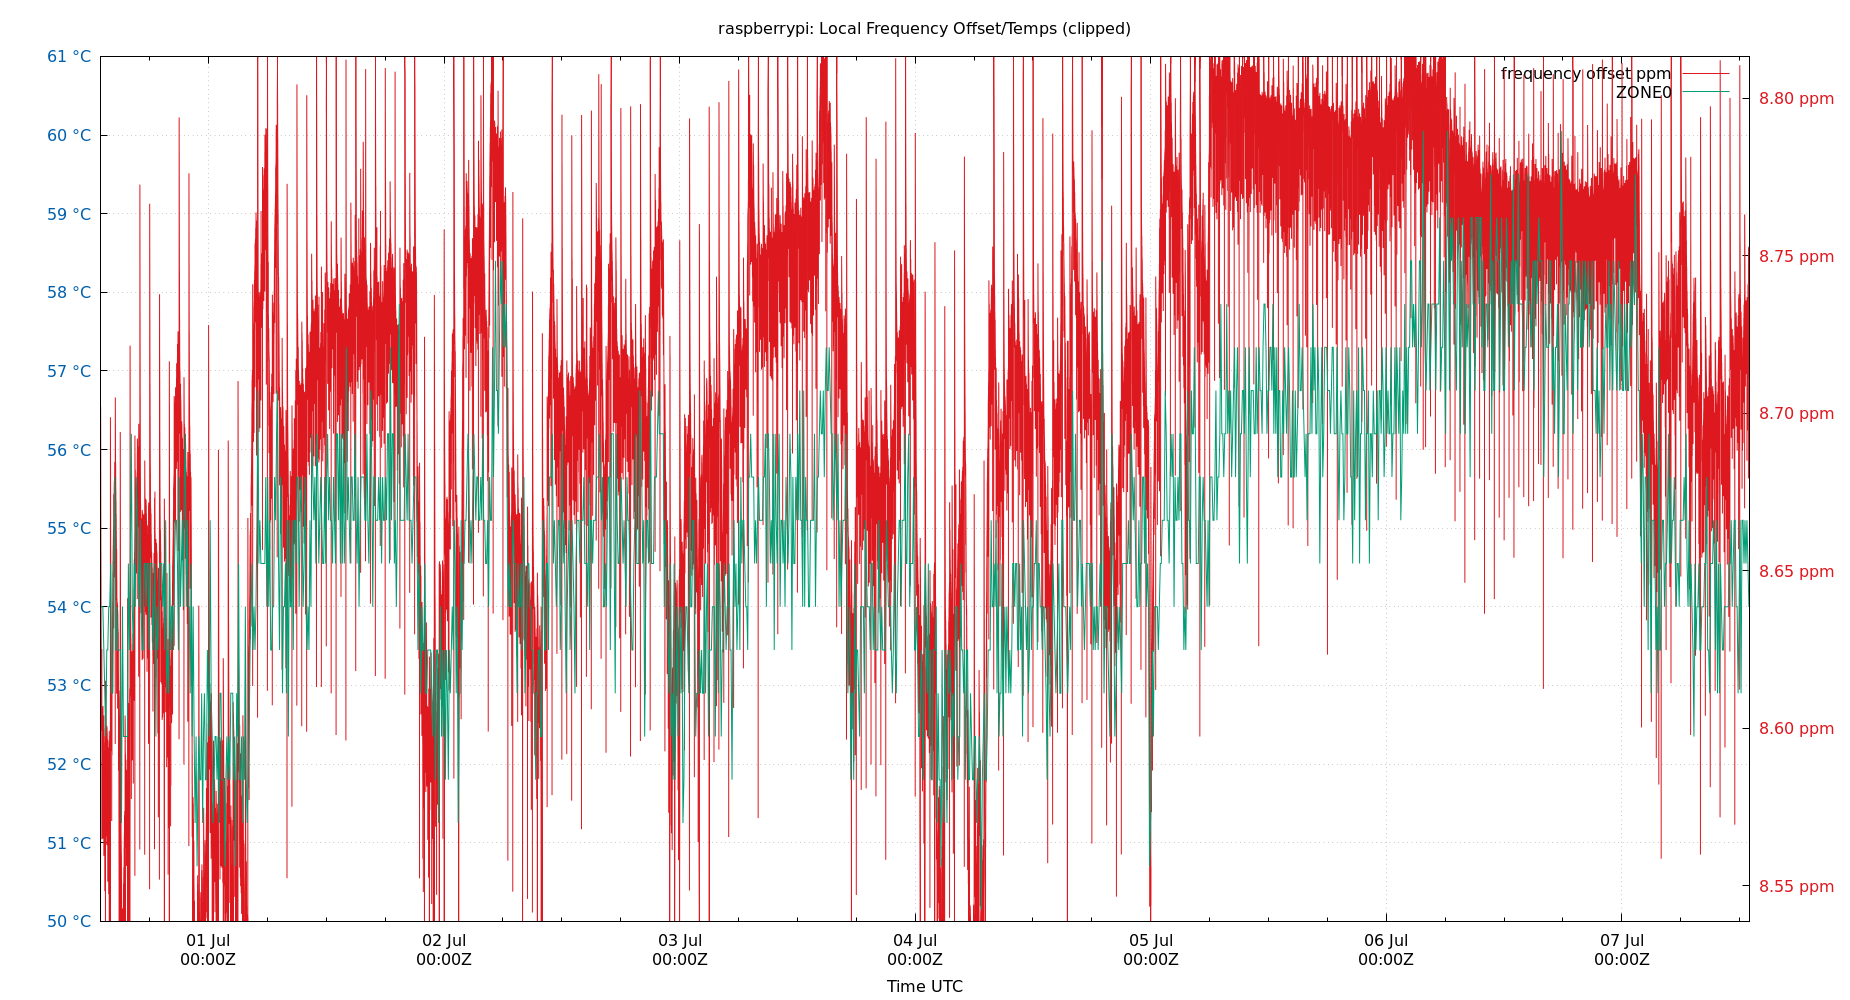 raspberrypi: Local Frequency Offset/Temps (clipped)
61 °C
60 °C
59 °C
58 °C
57 °C
56 °C
55 °C
54 °C
53 °C
52 °C
51 °C
50 °C
frequency offset ppm
ZONE0
8.80 ppm
8.75 ppm
8.70 ppm
8.65 ppm
8.60 ppm
8.55 ppm
01 Jul 02 Jul 03 Jul 04 Jul 05 Jul 06 Jul 07 Jul
00:00Z 00:00Z 00:00Z 00:00Z 00:00Z 00:00Z 00:00Z
Time UTC